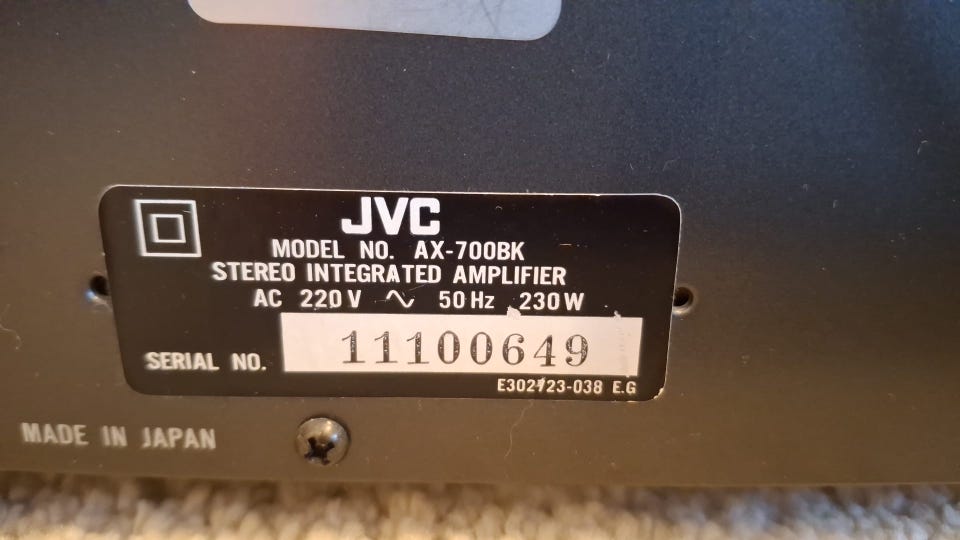 JVC
MODEL NO. AX-700BK
STEREO INTEGRATED AMPLIFIER
AC 220 V ∿ 50 Hz 230 W
SERIAL NO. 11100649
E302723-038 E.G
MADE IN JAPAN